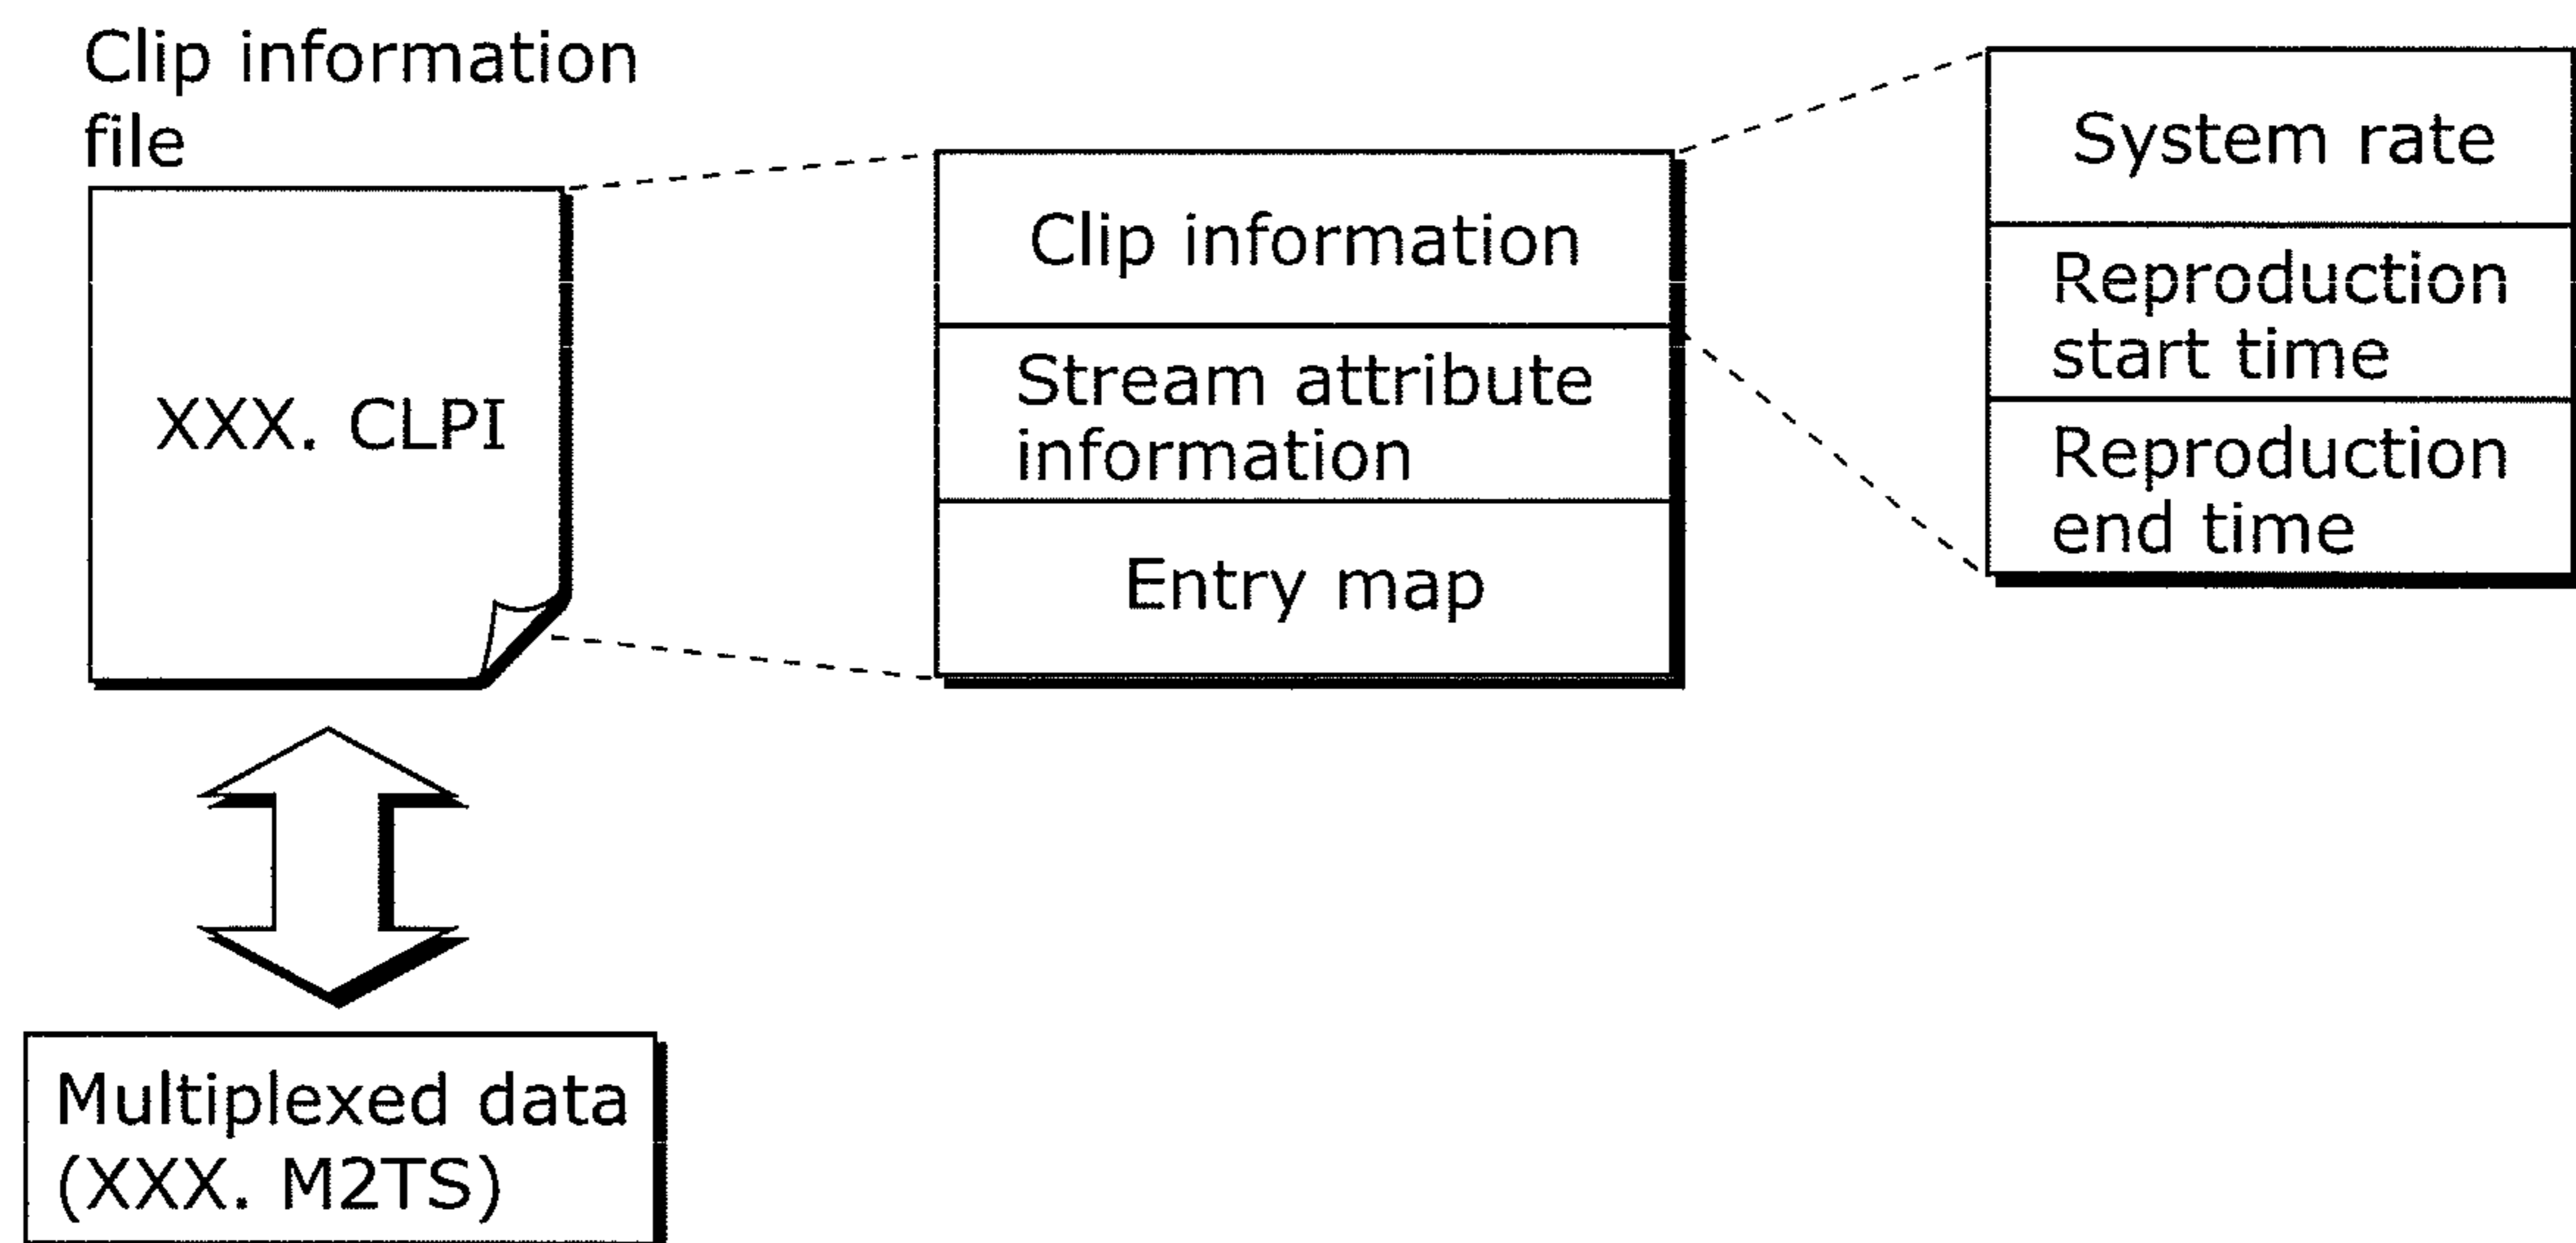 Clip information
file
XXX. CLPI
Multiplexed data
(XXX. M2TS)
Clip information
Stream attribute
information
Entry map
System rate
Reproduction
start time
Reproduction
end time